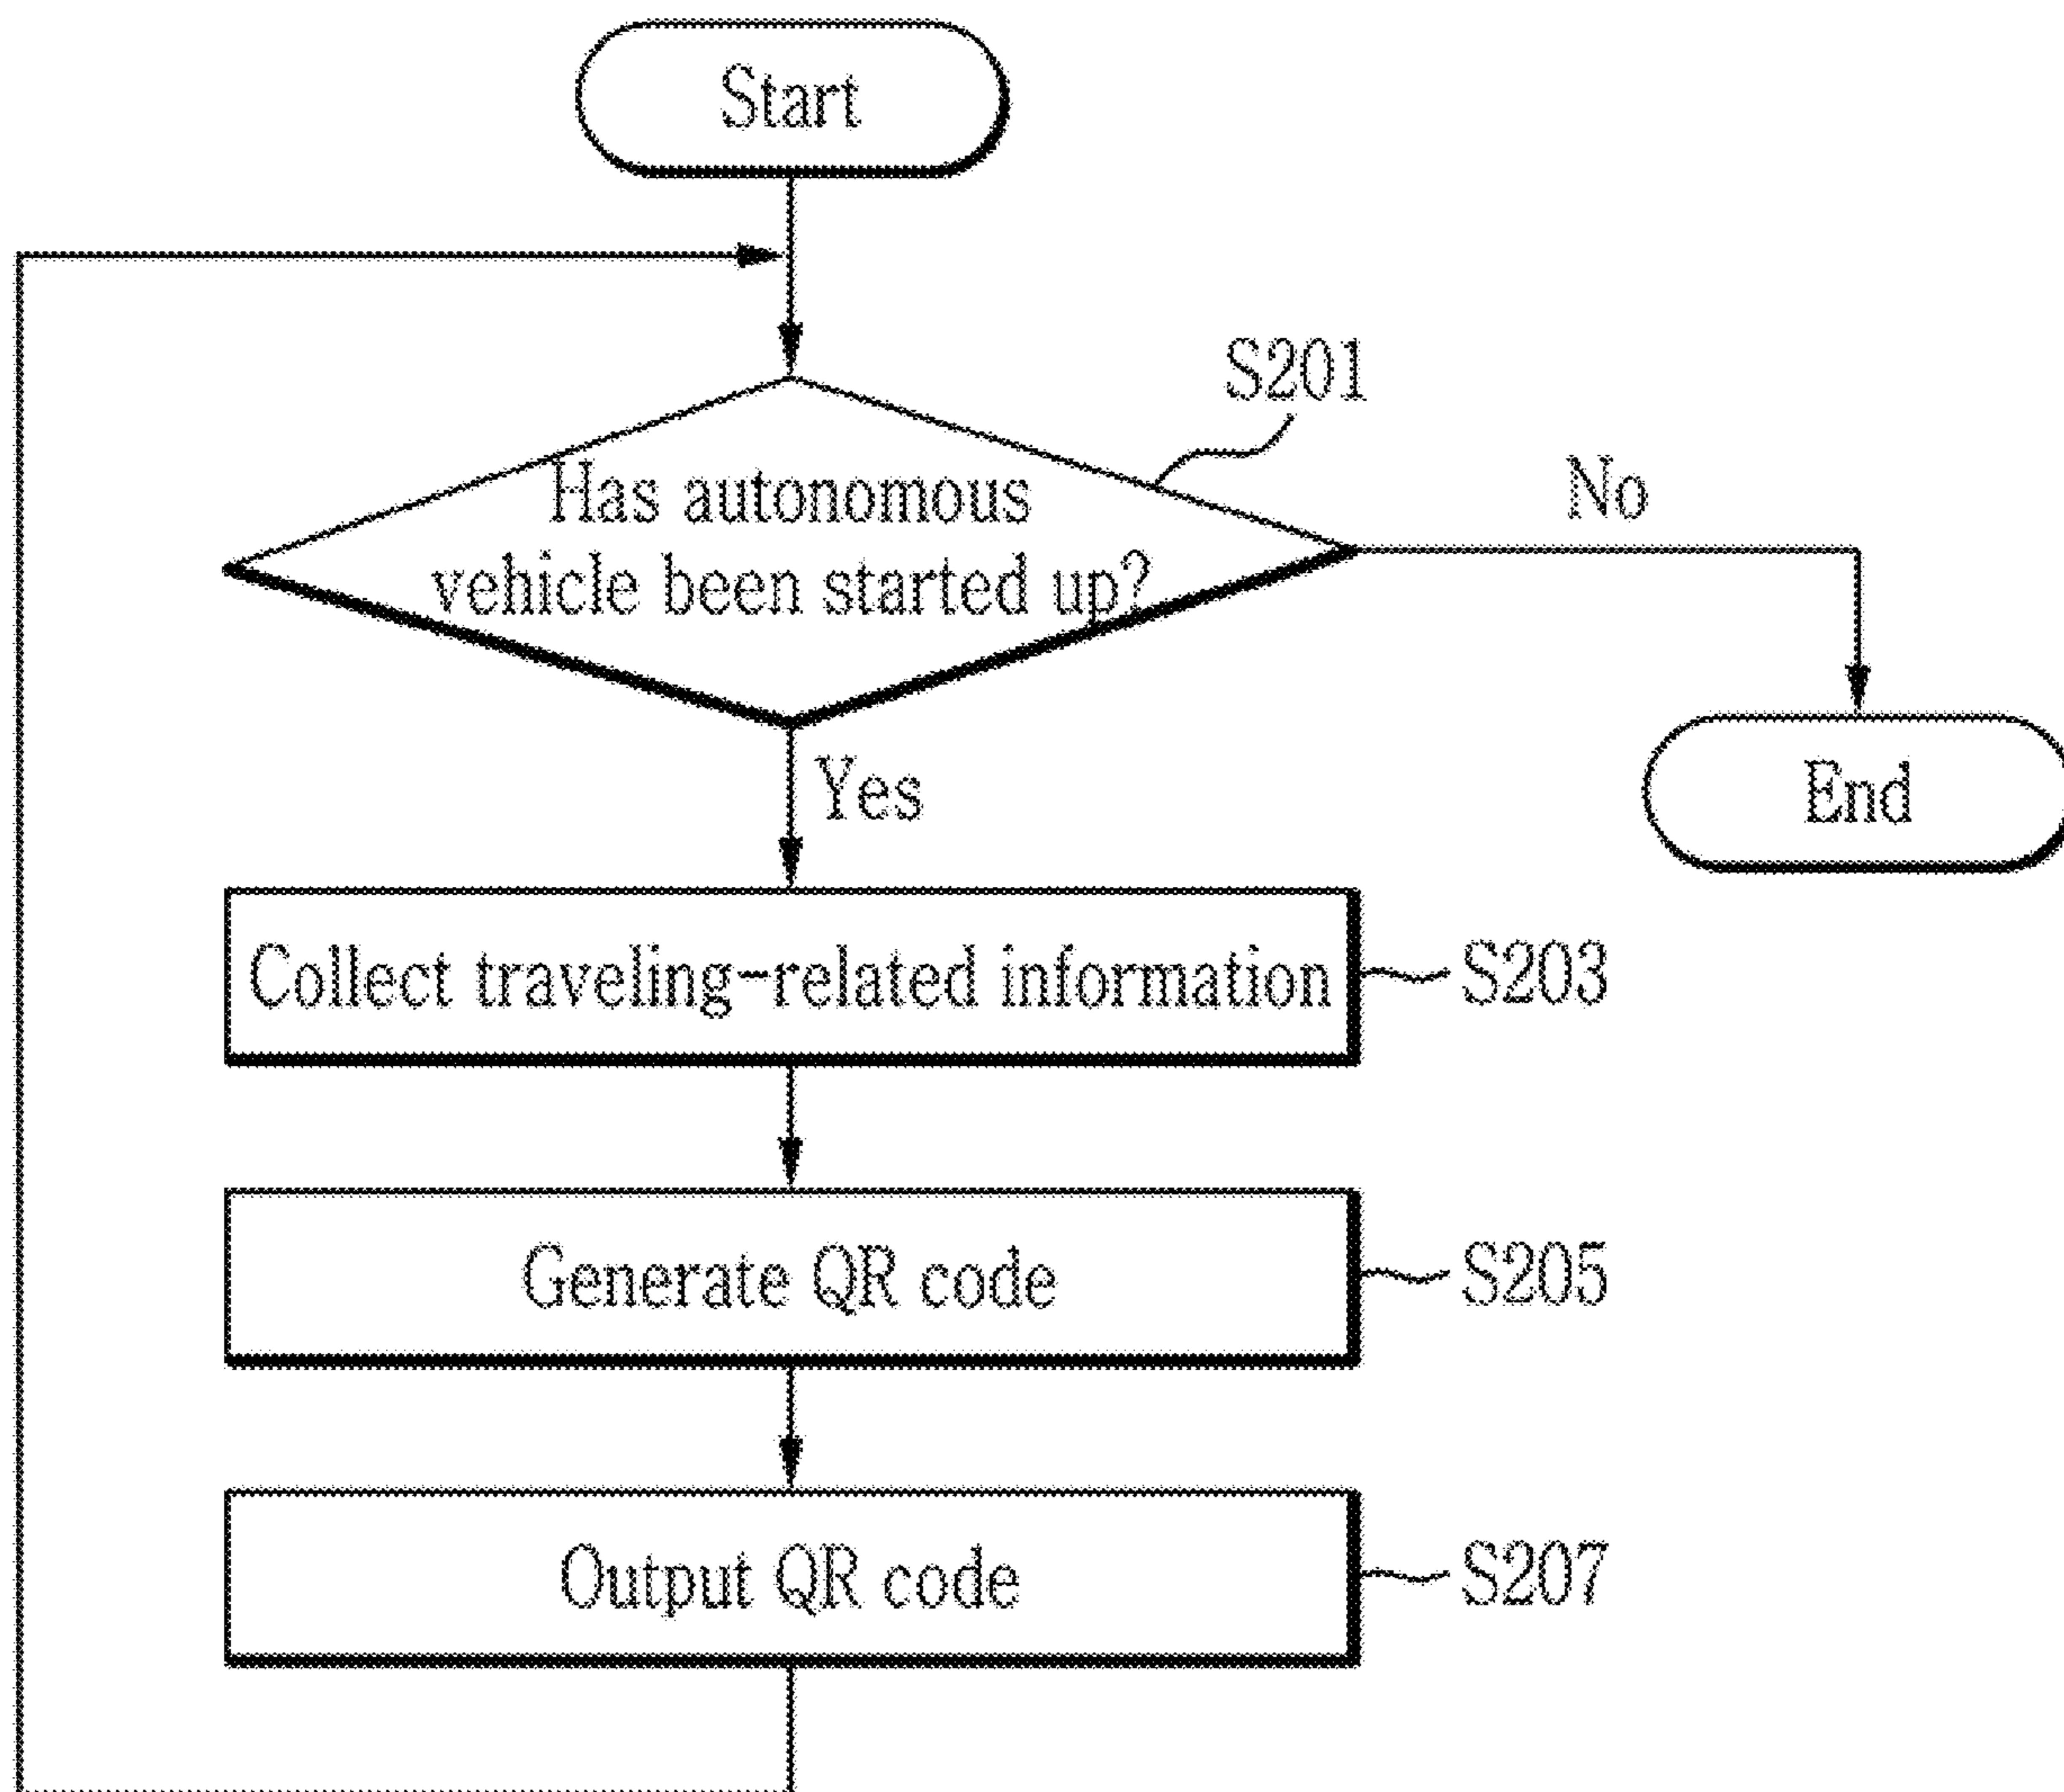 Start
S201
Has autonomous
vehicle been started up?
No
Yes
End
Collect traveling-related information
S203
Generate QR code
S205
Output QR code
S207